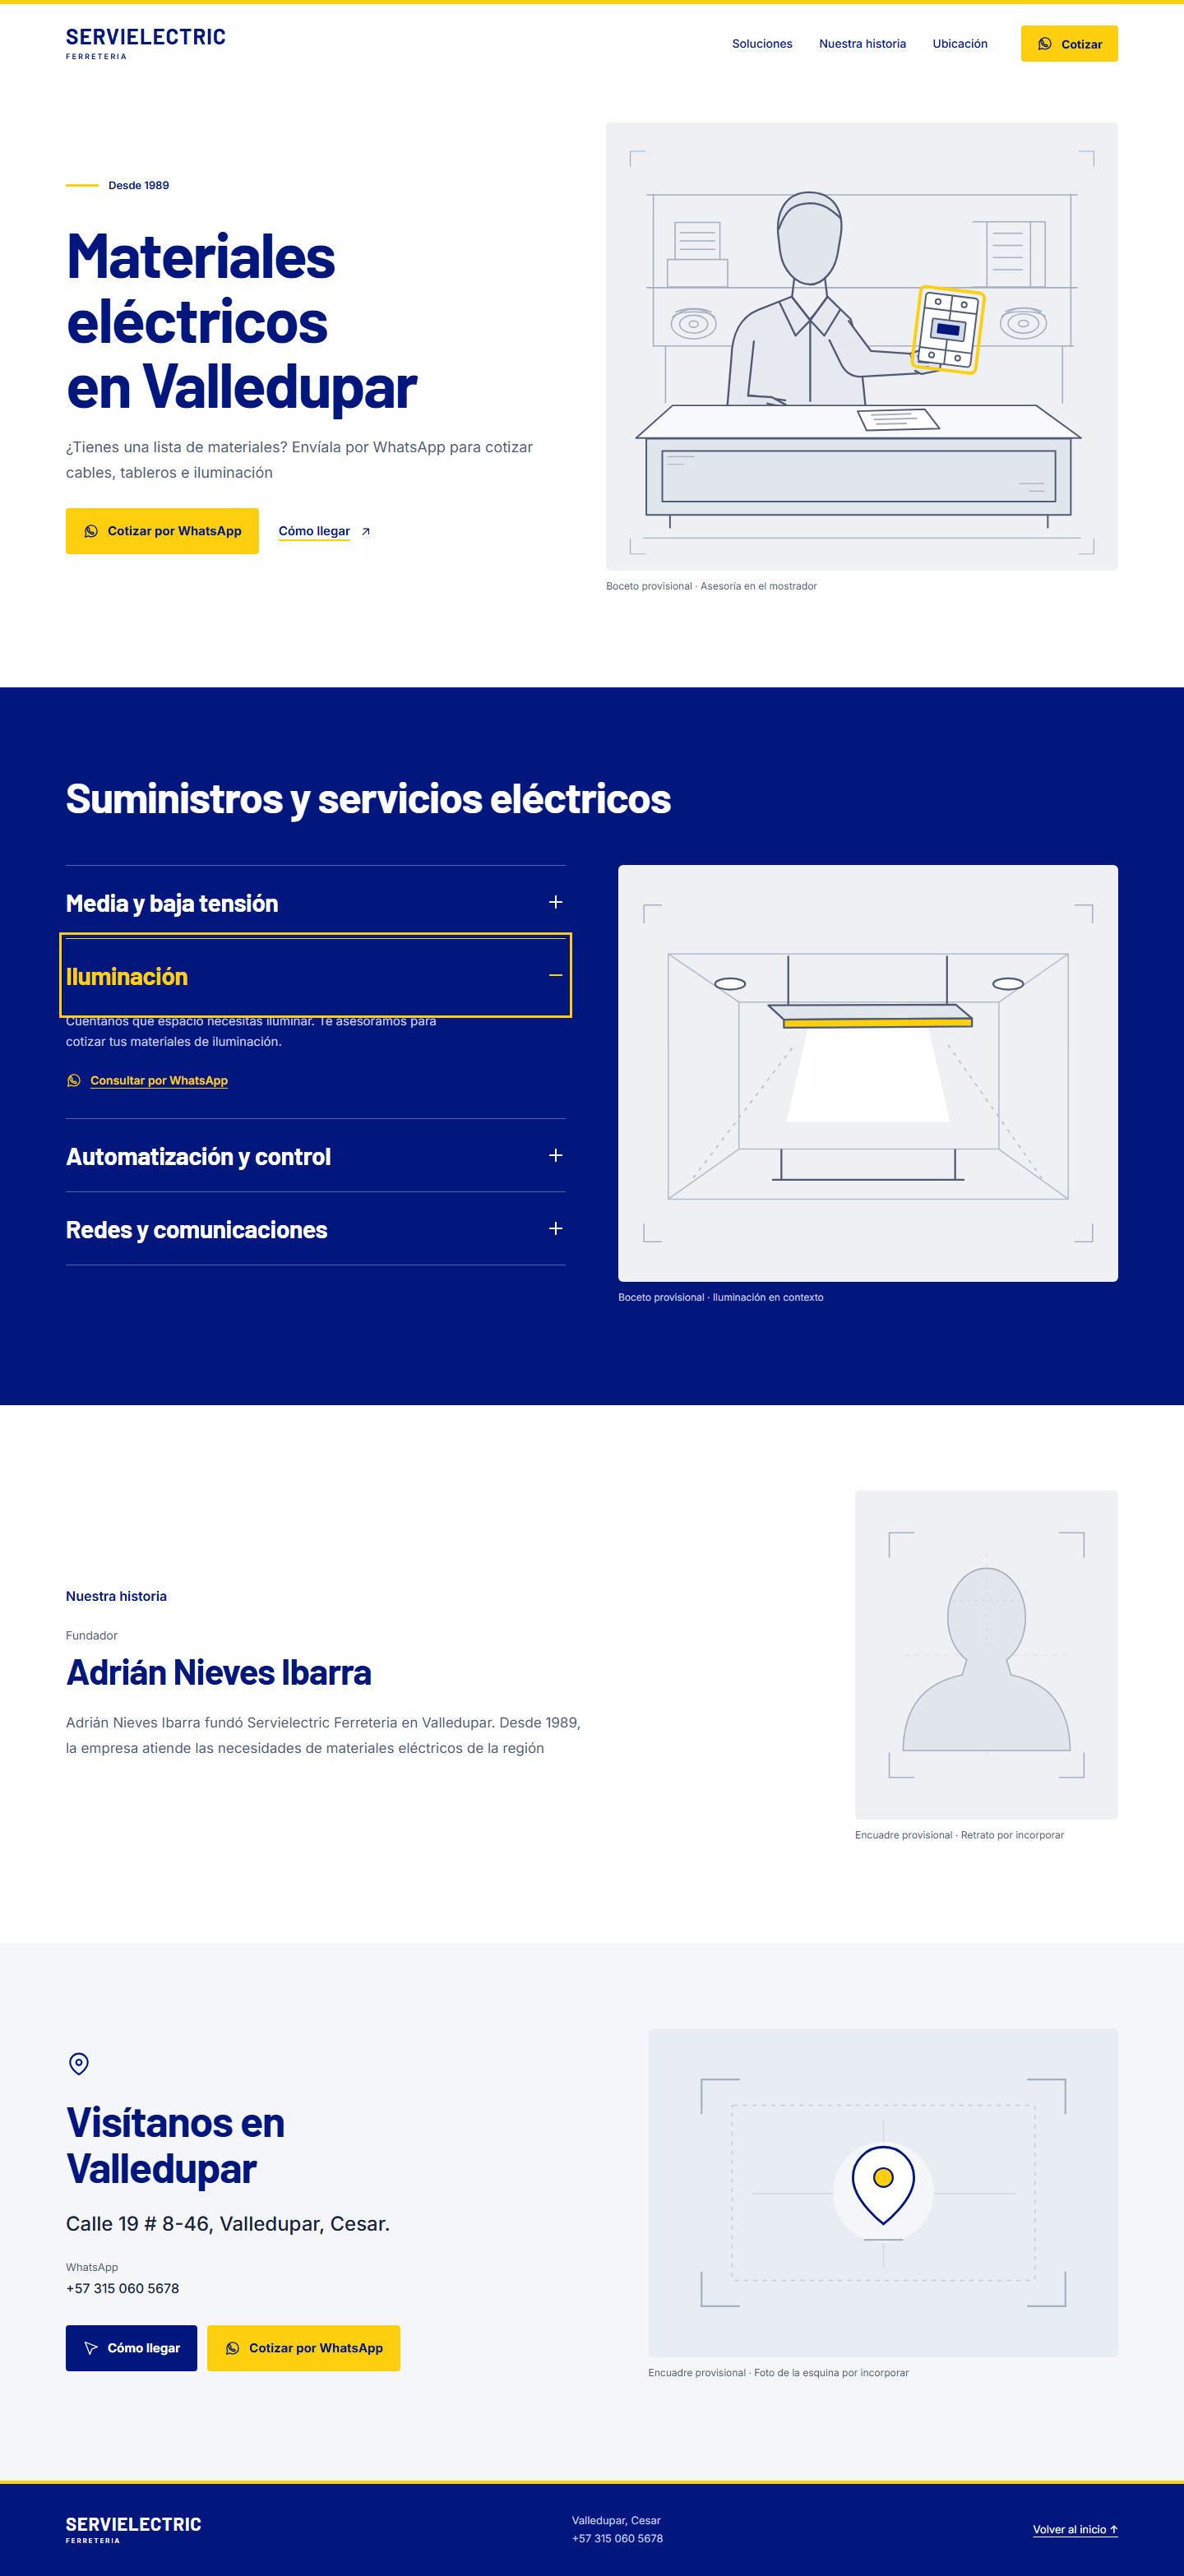 SERVIELECTRIC
FERRETERIA
Soluciones
Nuestra historia
Ubicación
Cotizar
Desde 1989
Materiales
eléctricos
en Valledupar
¿Tienes una lista de materiales? Envíala por WhatsApp para cotizar
cables, tableros e iluminación
Cotizar por WhatsApp
Cómo llegar
Boceto provisional · Asesoría en el mostrador
Suministros y servicios eléctricos
Media y baja tensión
Iluminación
Cuéntanos qué espacio necesitas iluminar. Te asesoramos para
cotizar tus materiales de iluminación.
Consultar por WhatsApp
Automatización y control
Redes y comunicaciones
Boceto provisional · Iluminación en contexto
Nuestra historia
Fundador
Adrián Nieves Ibarra
Adrián Nieves Ibarra fundó Servielectric Ferreteria en Valledupar. Desde 1989,
la empresa atiende las necesidades de materiales eléctricos de la región
Encuadre provisional · Retrato por incorporar
Visítanos en
Valledupar
Calle 19 # 8-46, Valledupar, Cesar.
WhatsApp
+57 315 060 5678
Cómo llegar
Cotizar por WhatsApp
Encuadre provisional · Foto de la esquina por incorporar
SERVIELECTRIC
FERRETERIA
Valledupar, Cesar
+57 315 060 5678
Volver al inicio ↑